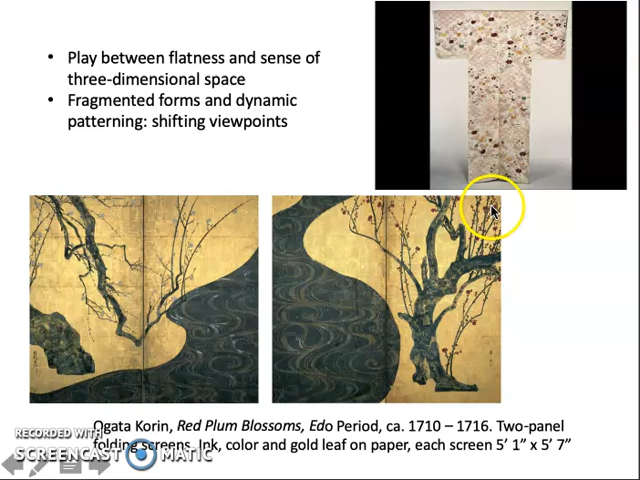 • Play between flatness and sense of
three-dimensional space
• Fragmented forms and dynamic
patterning: shifting viewpoints
Ogata Korin, Red Plum Blossoms, Edo Period, ca. 1710 – 1716. Two-panel
folding screens. Ink, color and gold leaf on paper, each screen 5’ 1” x 5’ 7”
RECORDED WITH
SCREENCAST MATIC